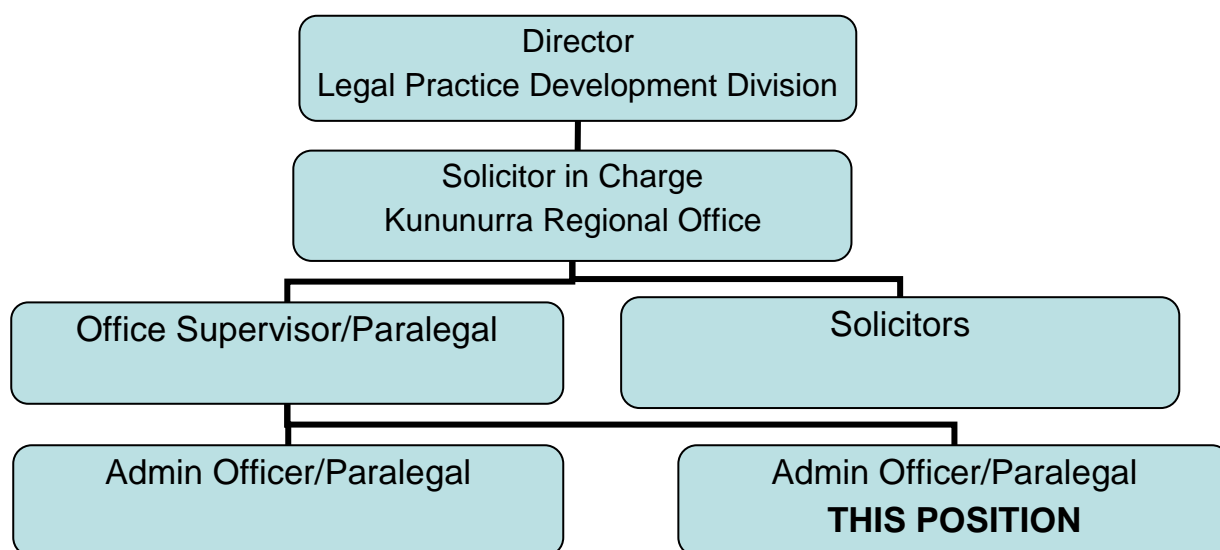 Director
Legal Practice Development Division
Solicitor in Charge
Kununurra Regional Office
Office Supervisor/Paralegal
Solicitors
Admin Officer/Paralegal
Admin Officer/Paralegal
THIS POSITION